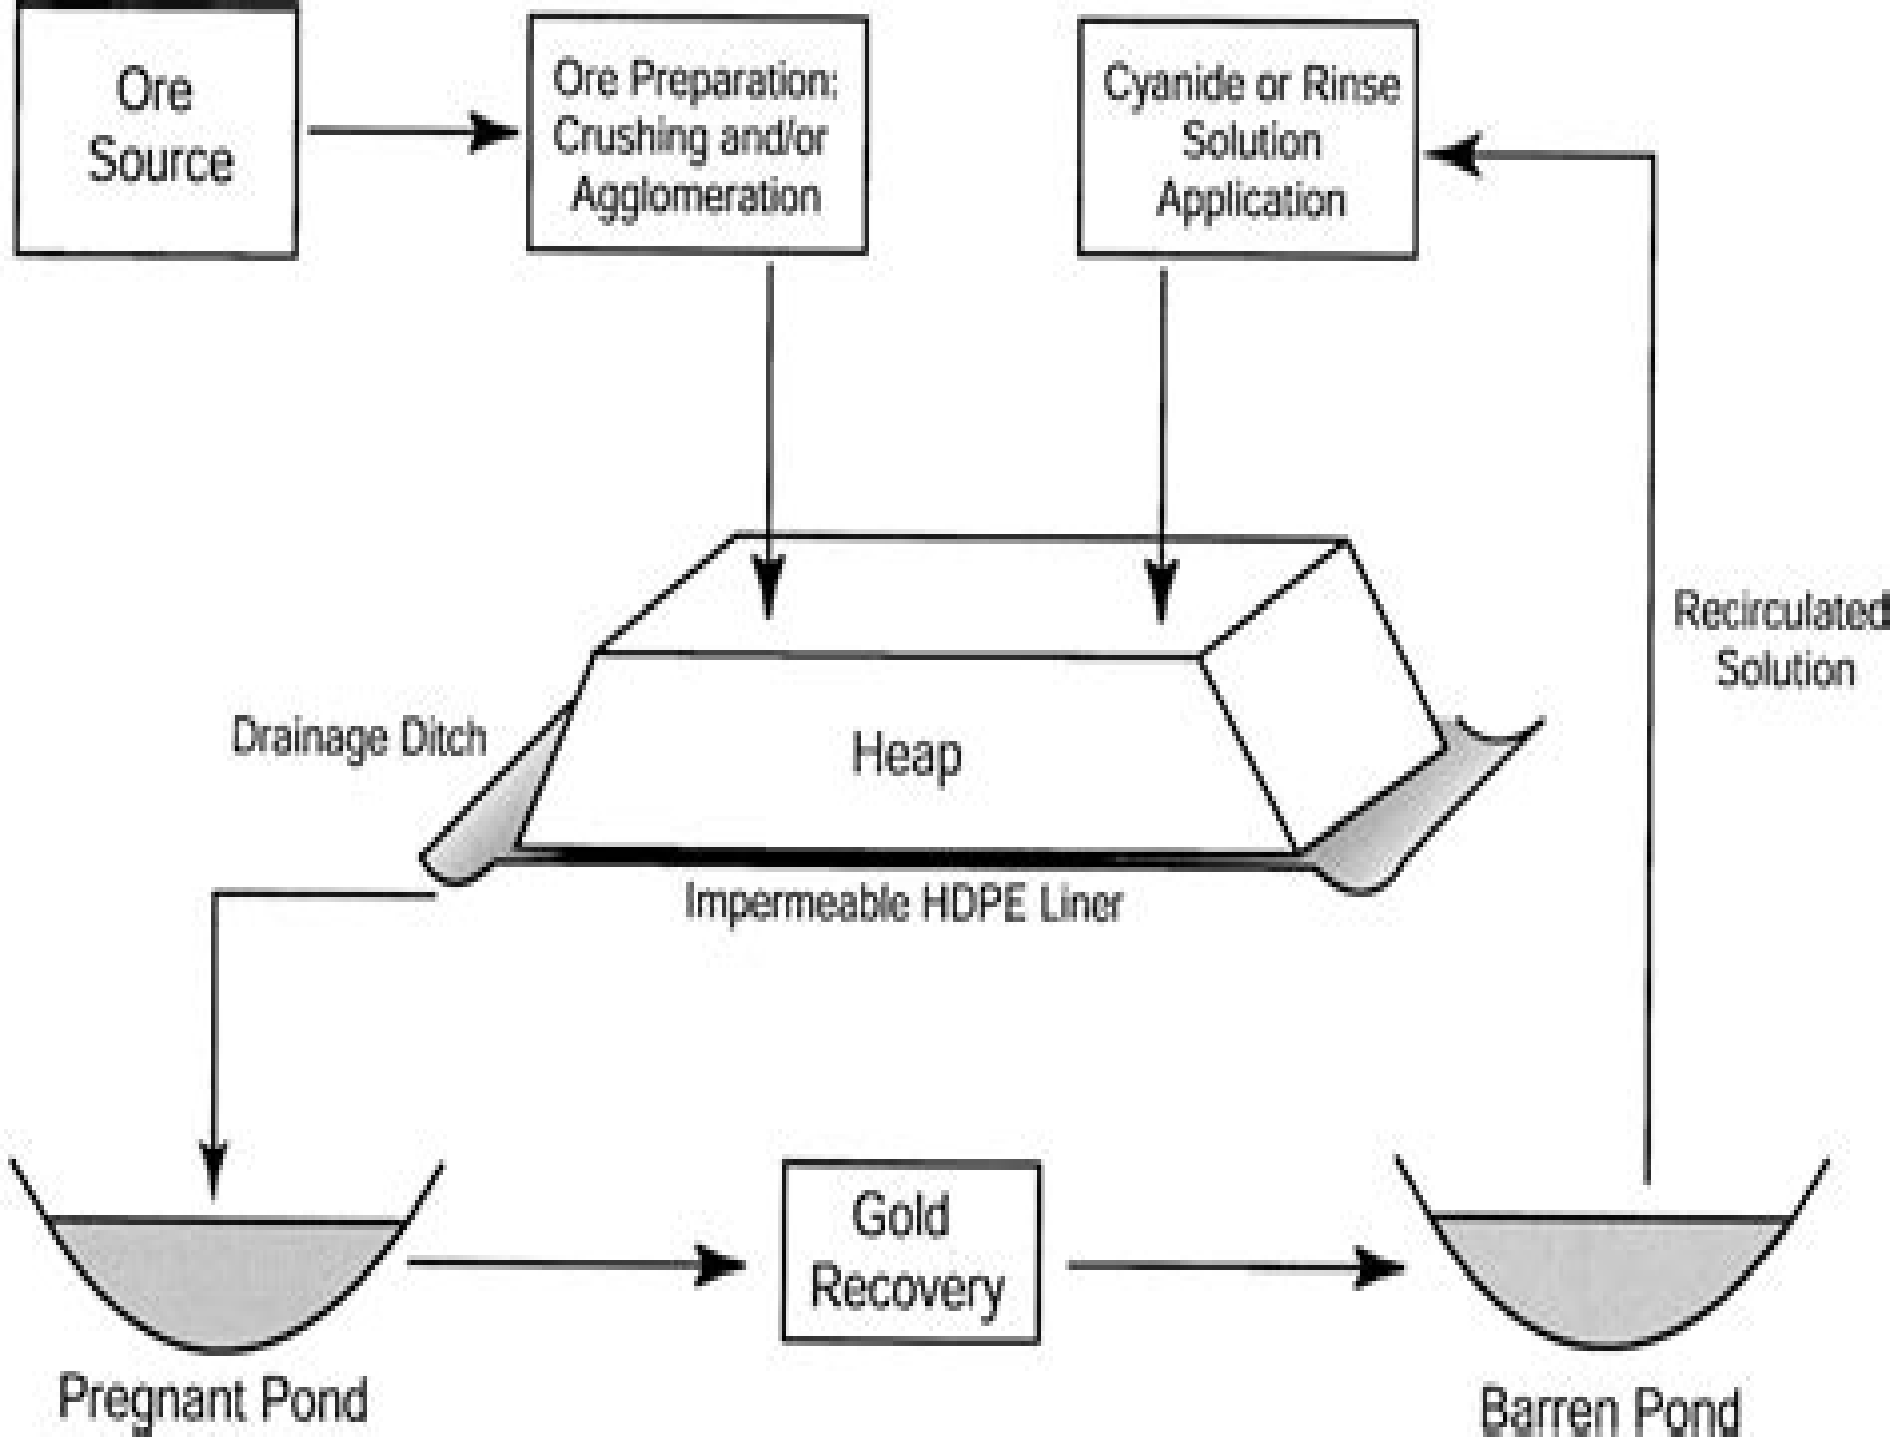 Ore
Source
Ore Preparation:
Crushing and/or
Agglomeration
Cyanide or Rinse
Solution
Application
Recirculated
Solution
Drainage Ditch
Heap
Impermeable HDPE Liner
Gold
Recovery
Pregnant Pond
Barren Pond